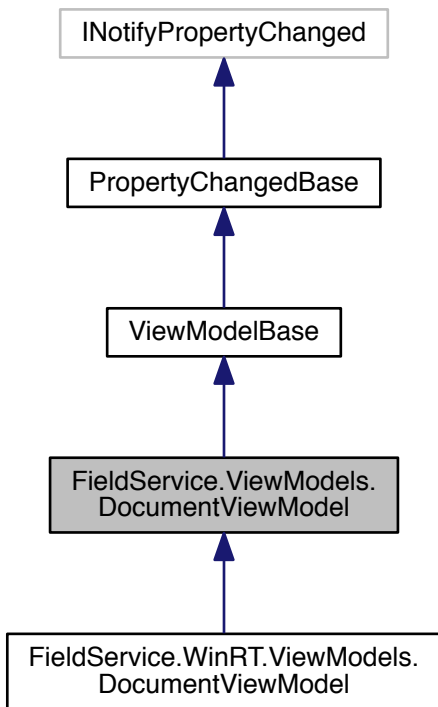 INotifyPropertyChanged
PropertyChangedBase
ViewModelBase
FieldService.ViewModels.
DocumentViewModel
FieldService.WinRT.ViewModels.
DocumentViewModel